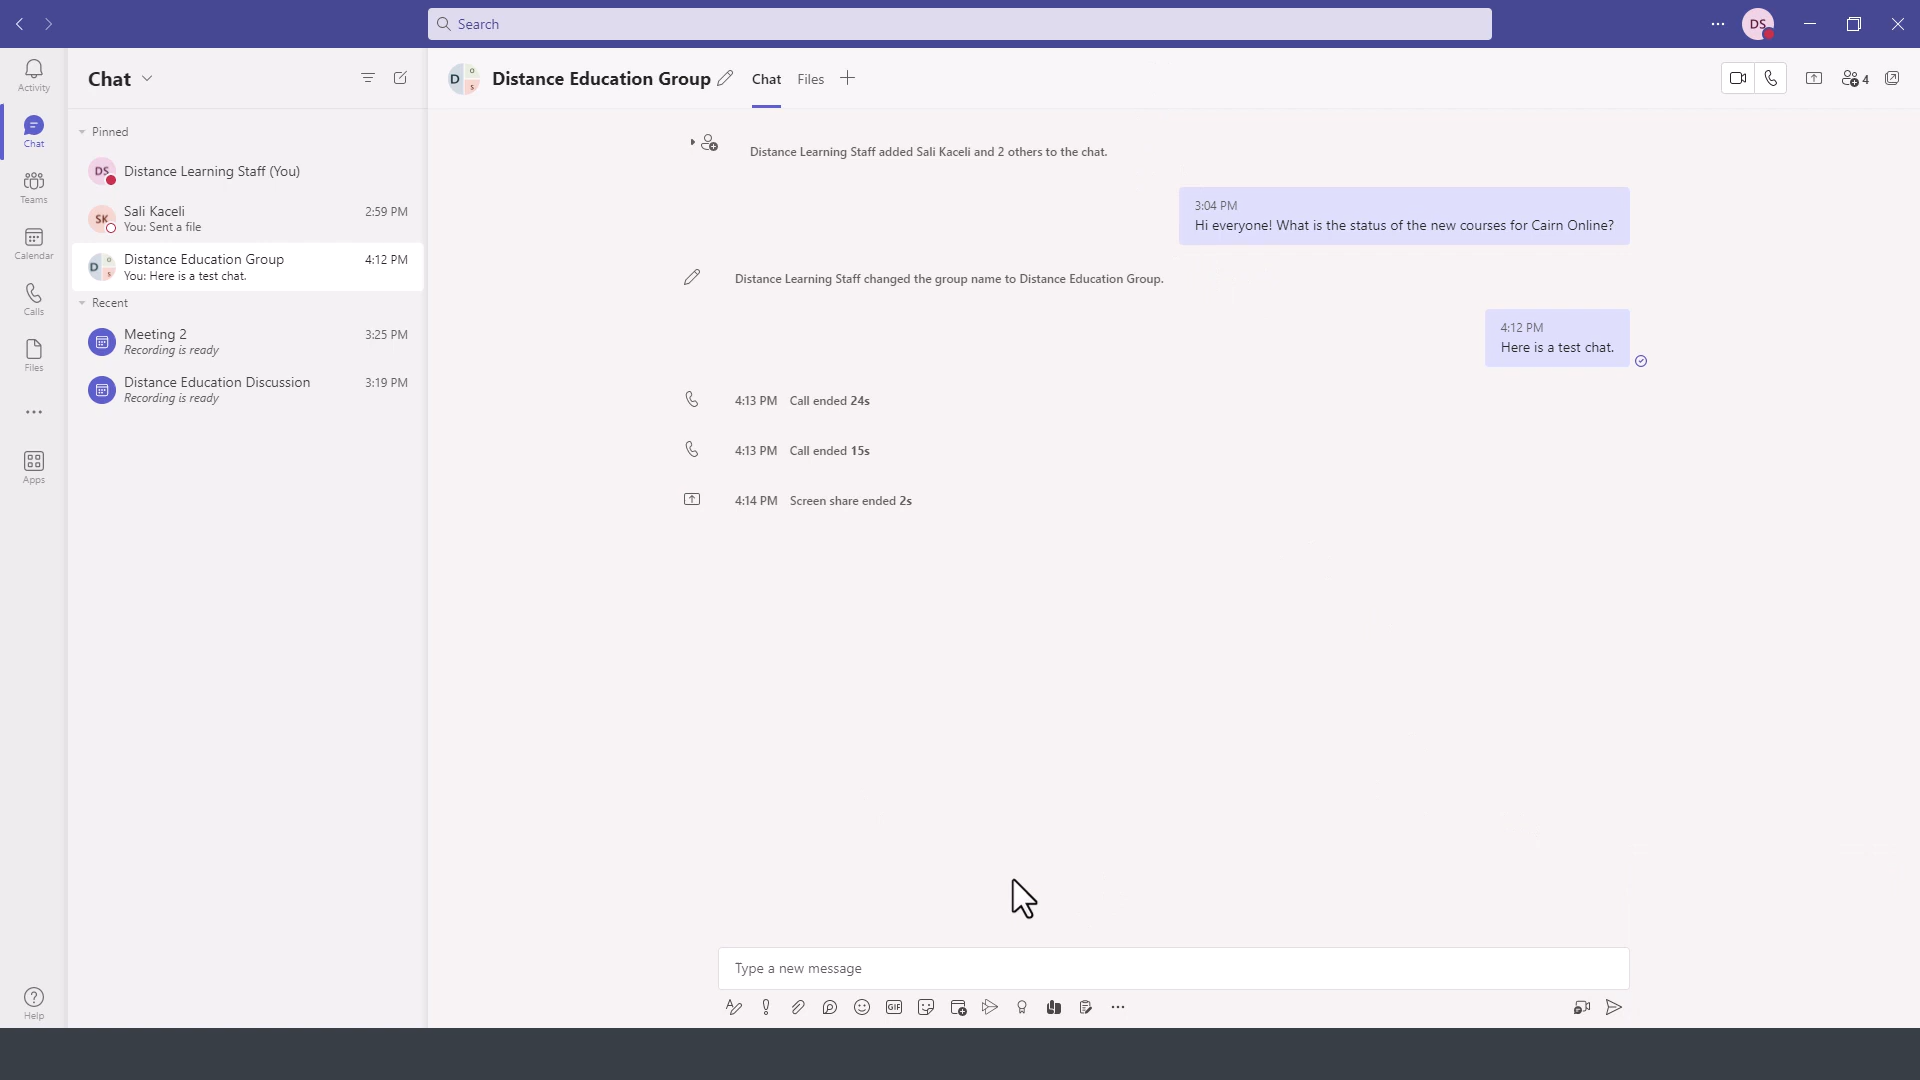 Search
DS
Activity
Chat
Teams
Calendar
Calls
Files
Apps
Help
Chat
Pinned
DS Distance Learning Staff (You)
SK Sali Kaceli 2:59 PM
You: Sent a file
D O S Distance Education Group 4:12 PM
You: Here is a test chat.
Recent
Meeting 2 3:25 PM
Recording is ready
Distance Education Discussion 3:19 PM
Recording is ready
D O S Distance Education Group Chat Files 4
Distance Learning Staff added Sali Kaceli and 2 others to the chat.
3:04 PM
Hi everyone! What is the status of the new courses for Cairn Online?
Distance Learning Staff changed the group name to Distance Education Group.
4:12 PM
Here is a test chat.
4:13 PM Call ended 24s
4:13 PM Call ended 15s
4:14 PM Screen share ended 2s
Type a new message
GIF